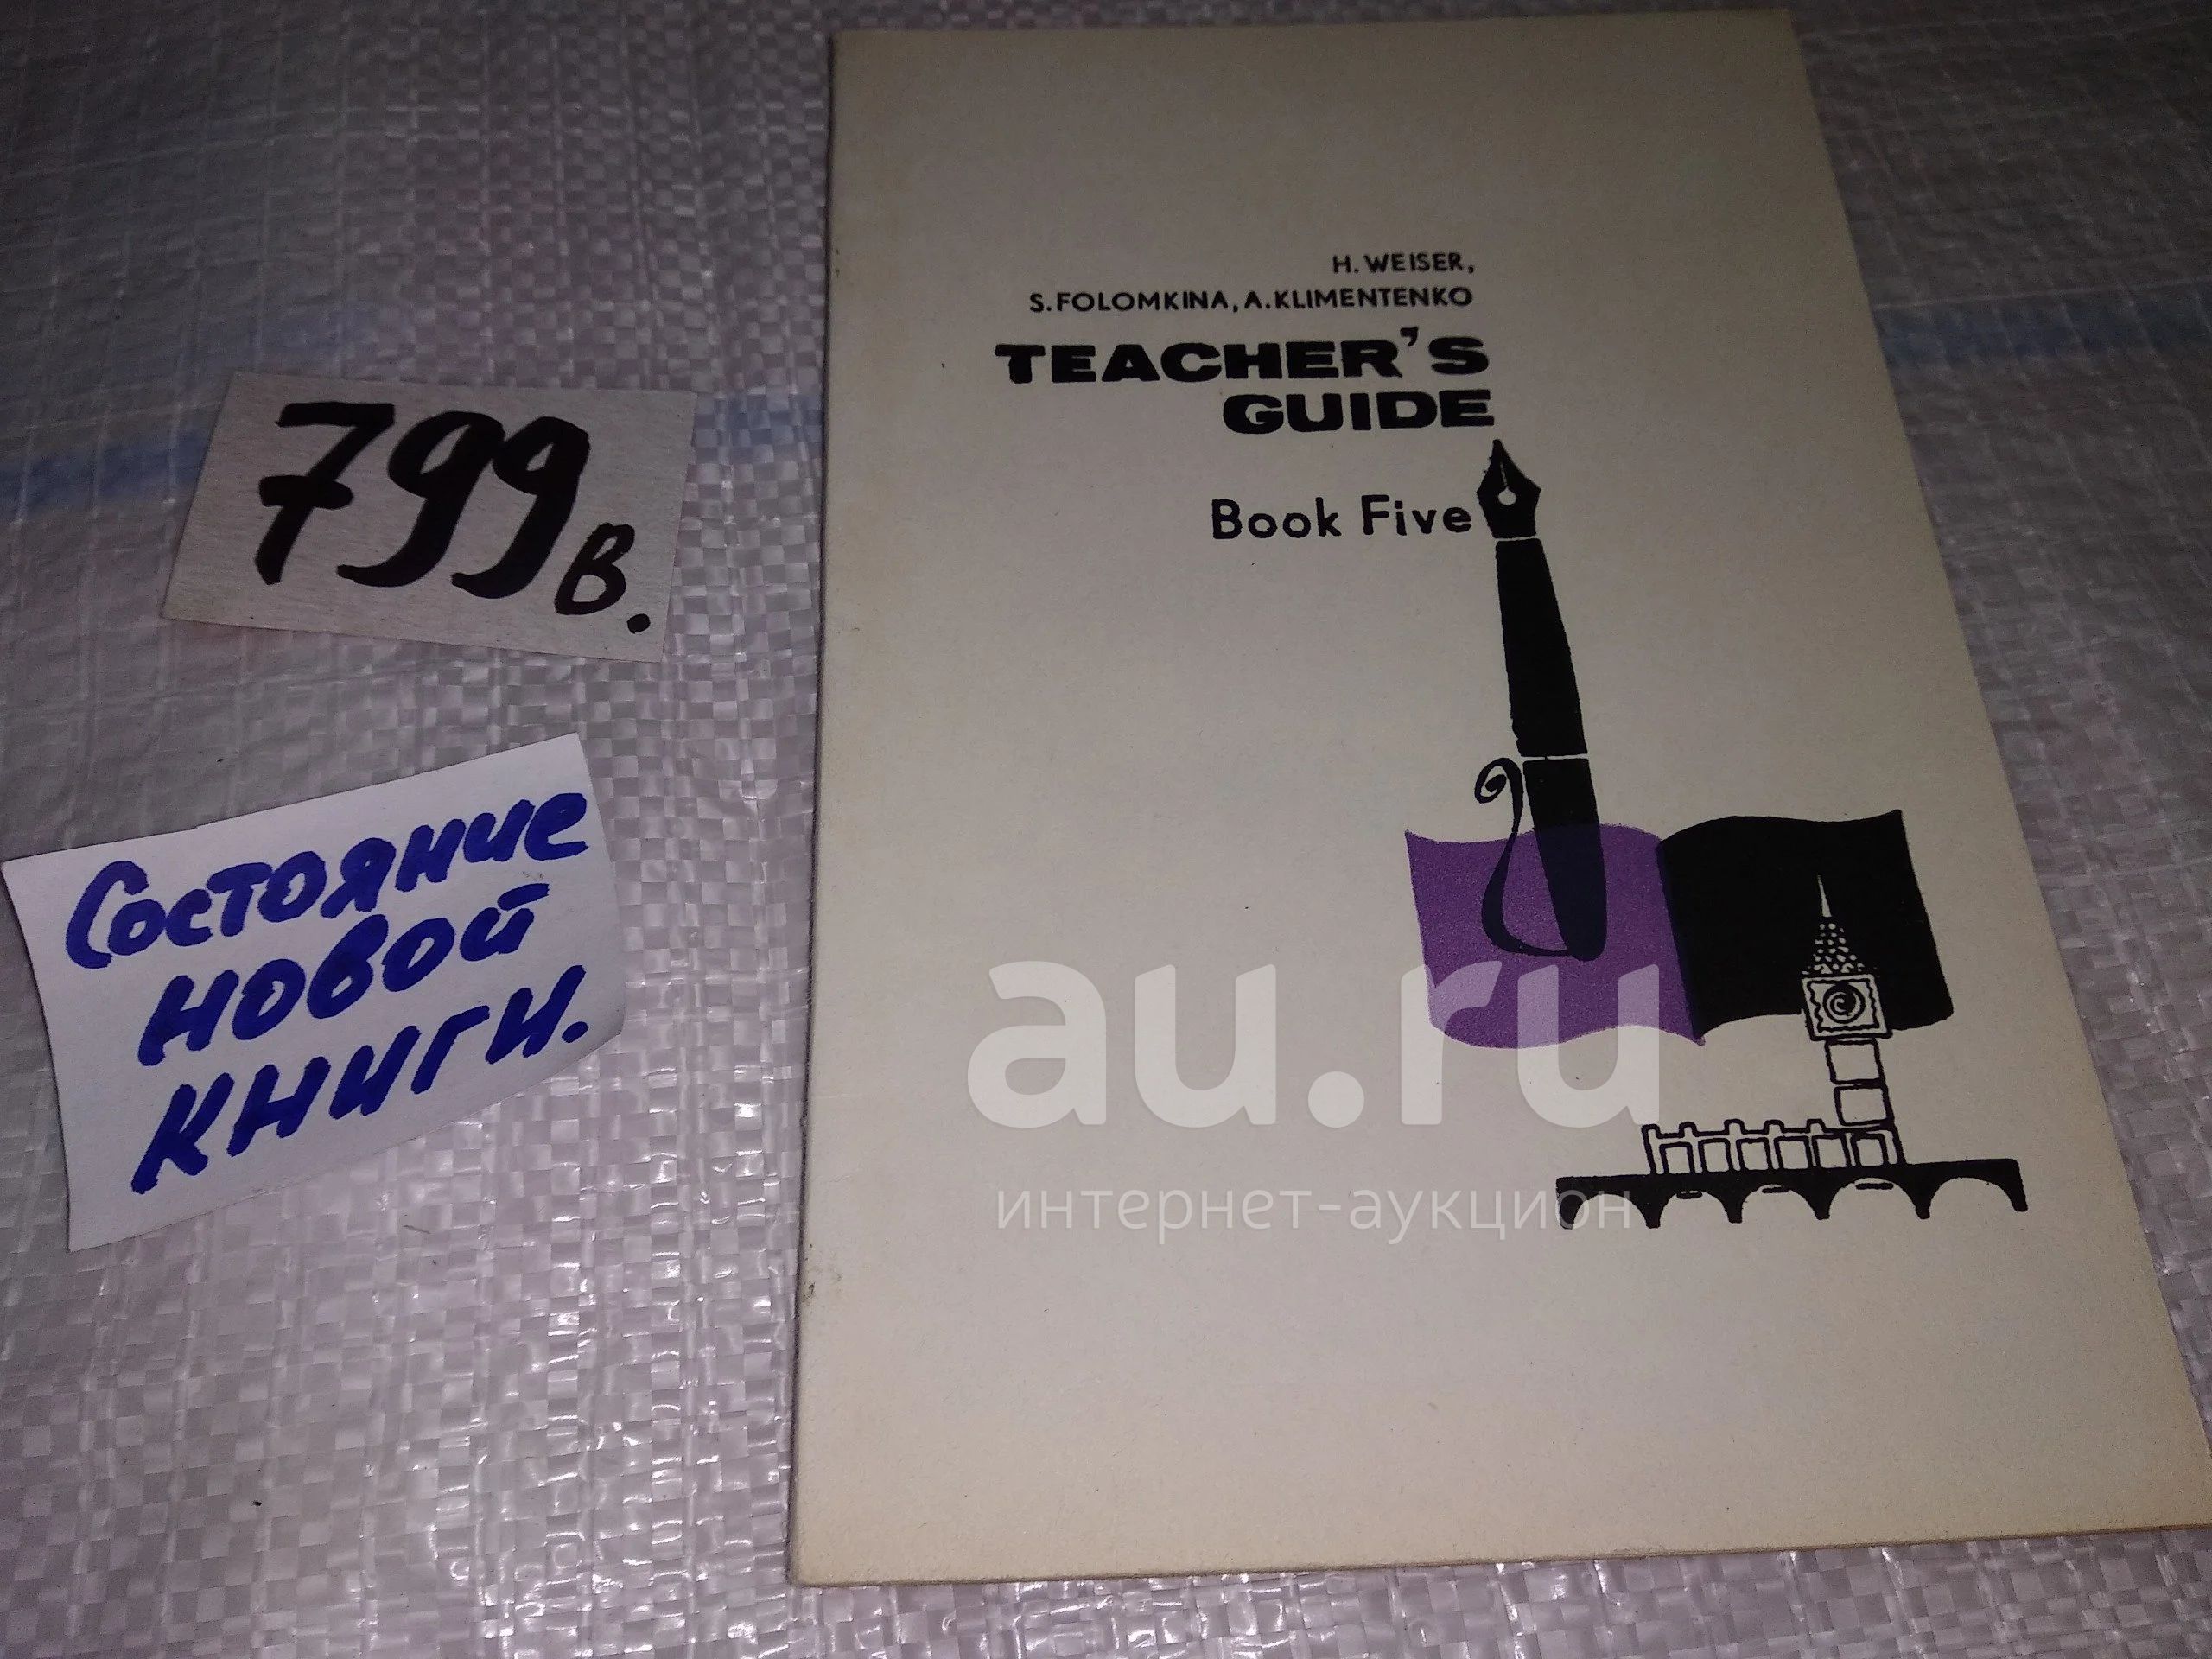 H. WEISER,
S. FOLOMKINA, A. KLIMENTENKO
TEACHER'S
GUIDE
Book Five
799в.
Состояние
новой
книги.
au.ru
интернет-аукцион